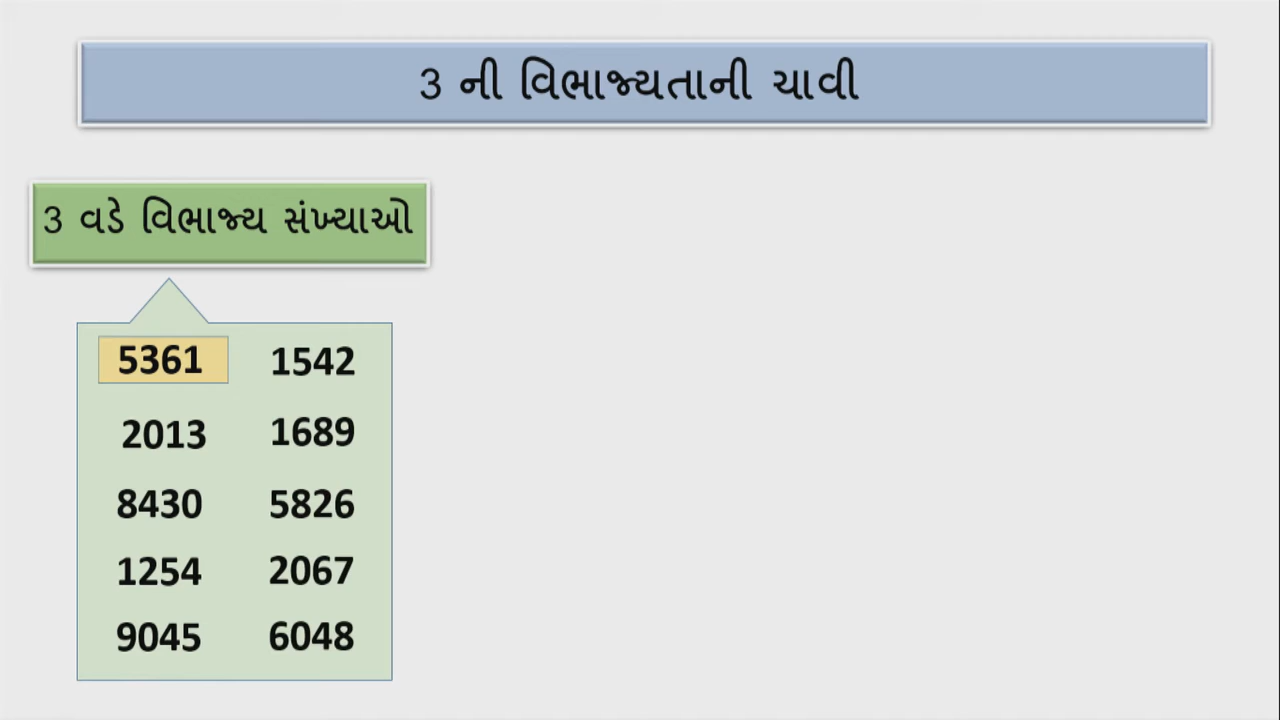 3 ની વિભાજ્યતાની ચાવી
3 વડે વિભાજ્ય સંખ્યાઓ
5361 1542
2013 1689
8430 5826
1254 2067
9045 6048